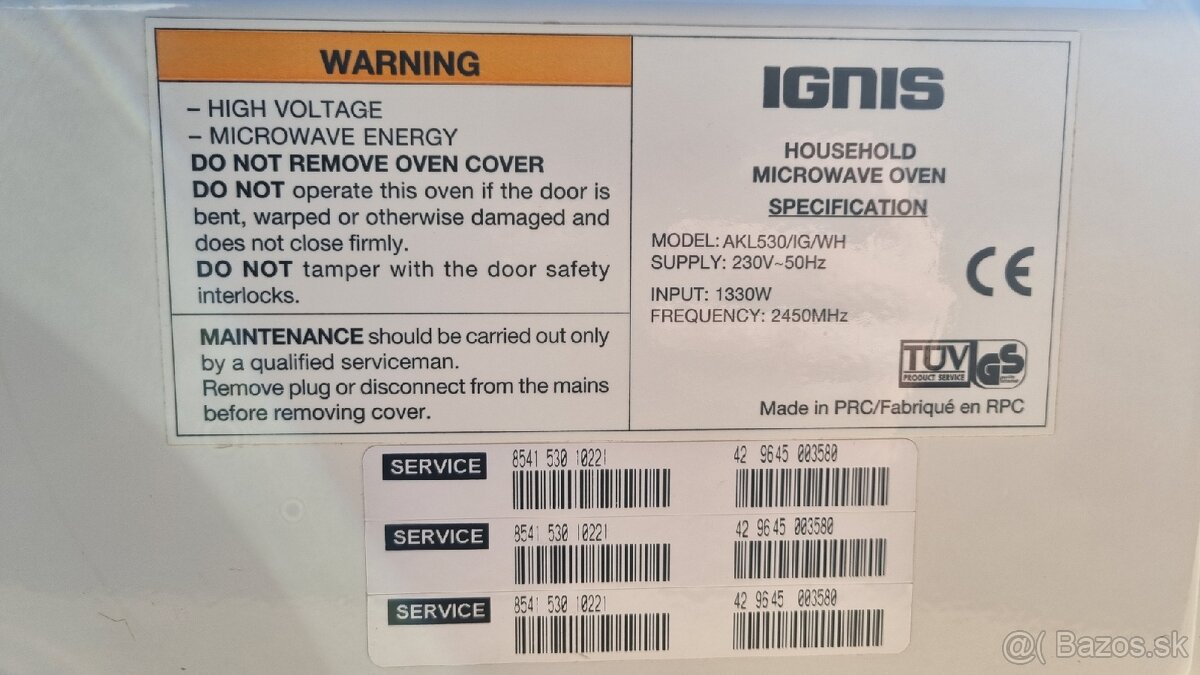 WARNING
– HIGH VOLTAGE
– MICROWAVE ENERGY
DO NOT REMOVE OVEN COVER
DO NOT operate this oven if the door is
bent, warped or otherwise damaged and
does not close firmly.
DO NOT tamper with the door safety
interlocks.
MAINTENANCE should be carried out only
by a qualified serviceman.
Remove plug or disconnect from the mains
before removing cover.
IGNIS
HOUSEHOLD
MICROWAVE OVEN
SPECIFICATION
MODEL: AKL530/IG/WH
SUPPLY: 230V~50Hz
INPUT: 1330W
FREQUENCY: 2450MHz
CE
TÜV
PRODUCT SERVICE
GS
Made in PRC/Fabriqué en RPC
SERVICE 8541 530 10221 42 9645 003580
SERVICE 8541 530 10221 42 9645 003580
SERVICE 8541 530 10221 42 9645 003580
@( Bazos.sk